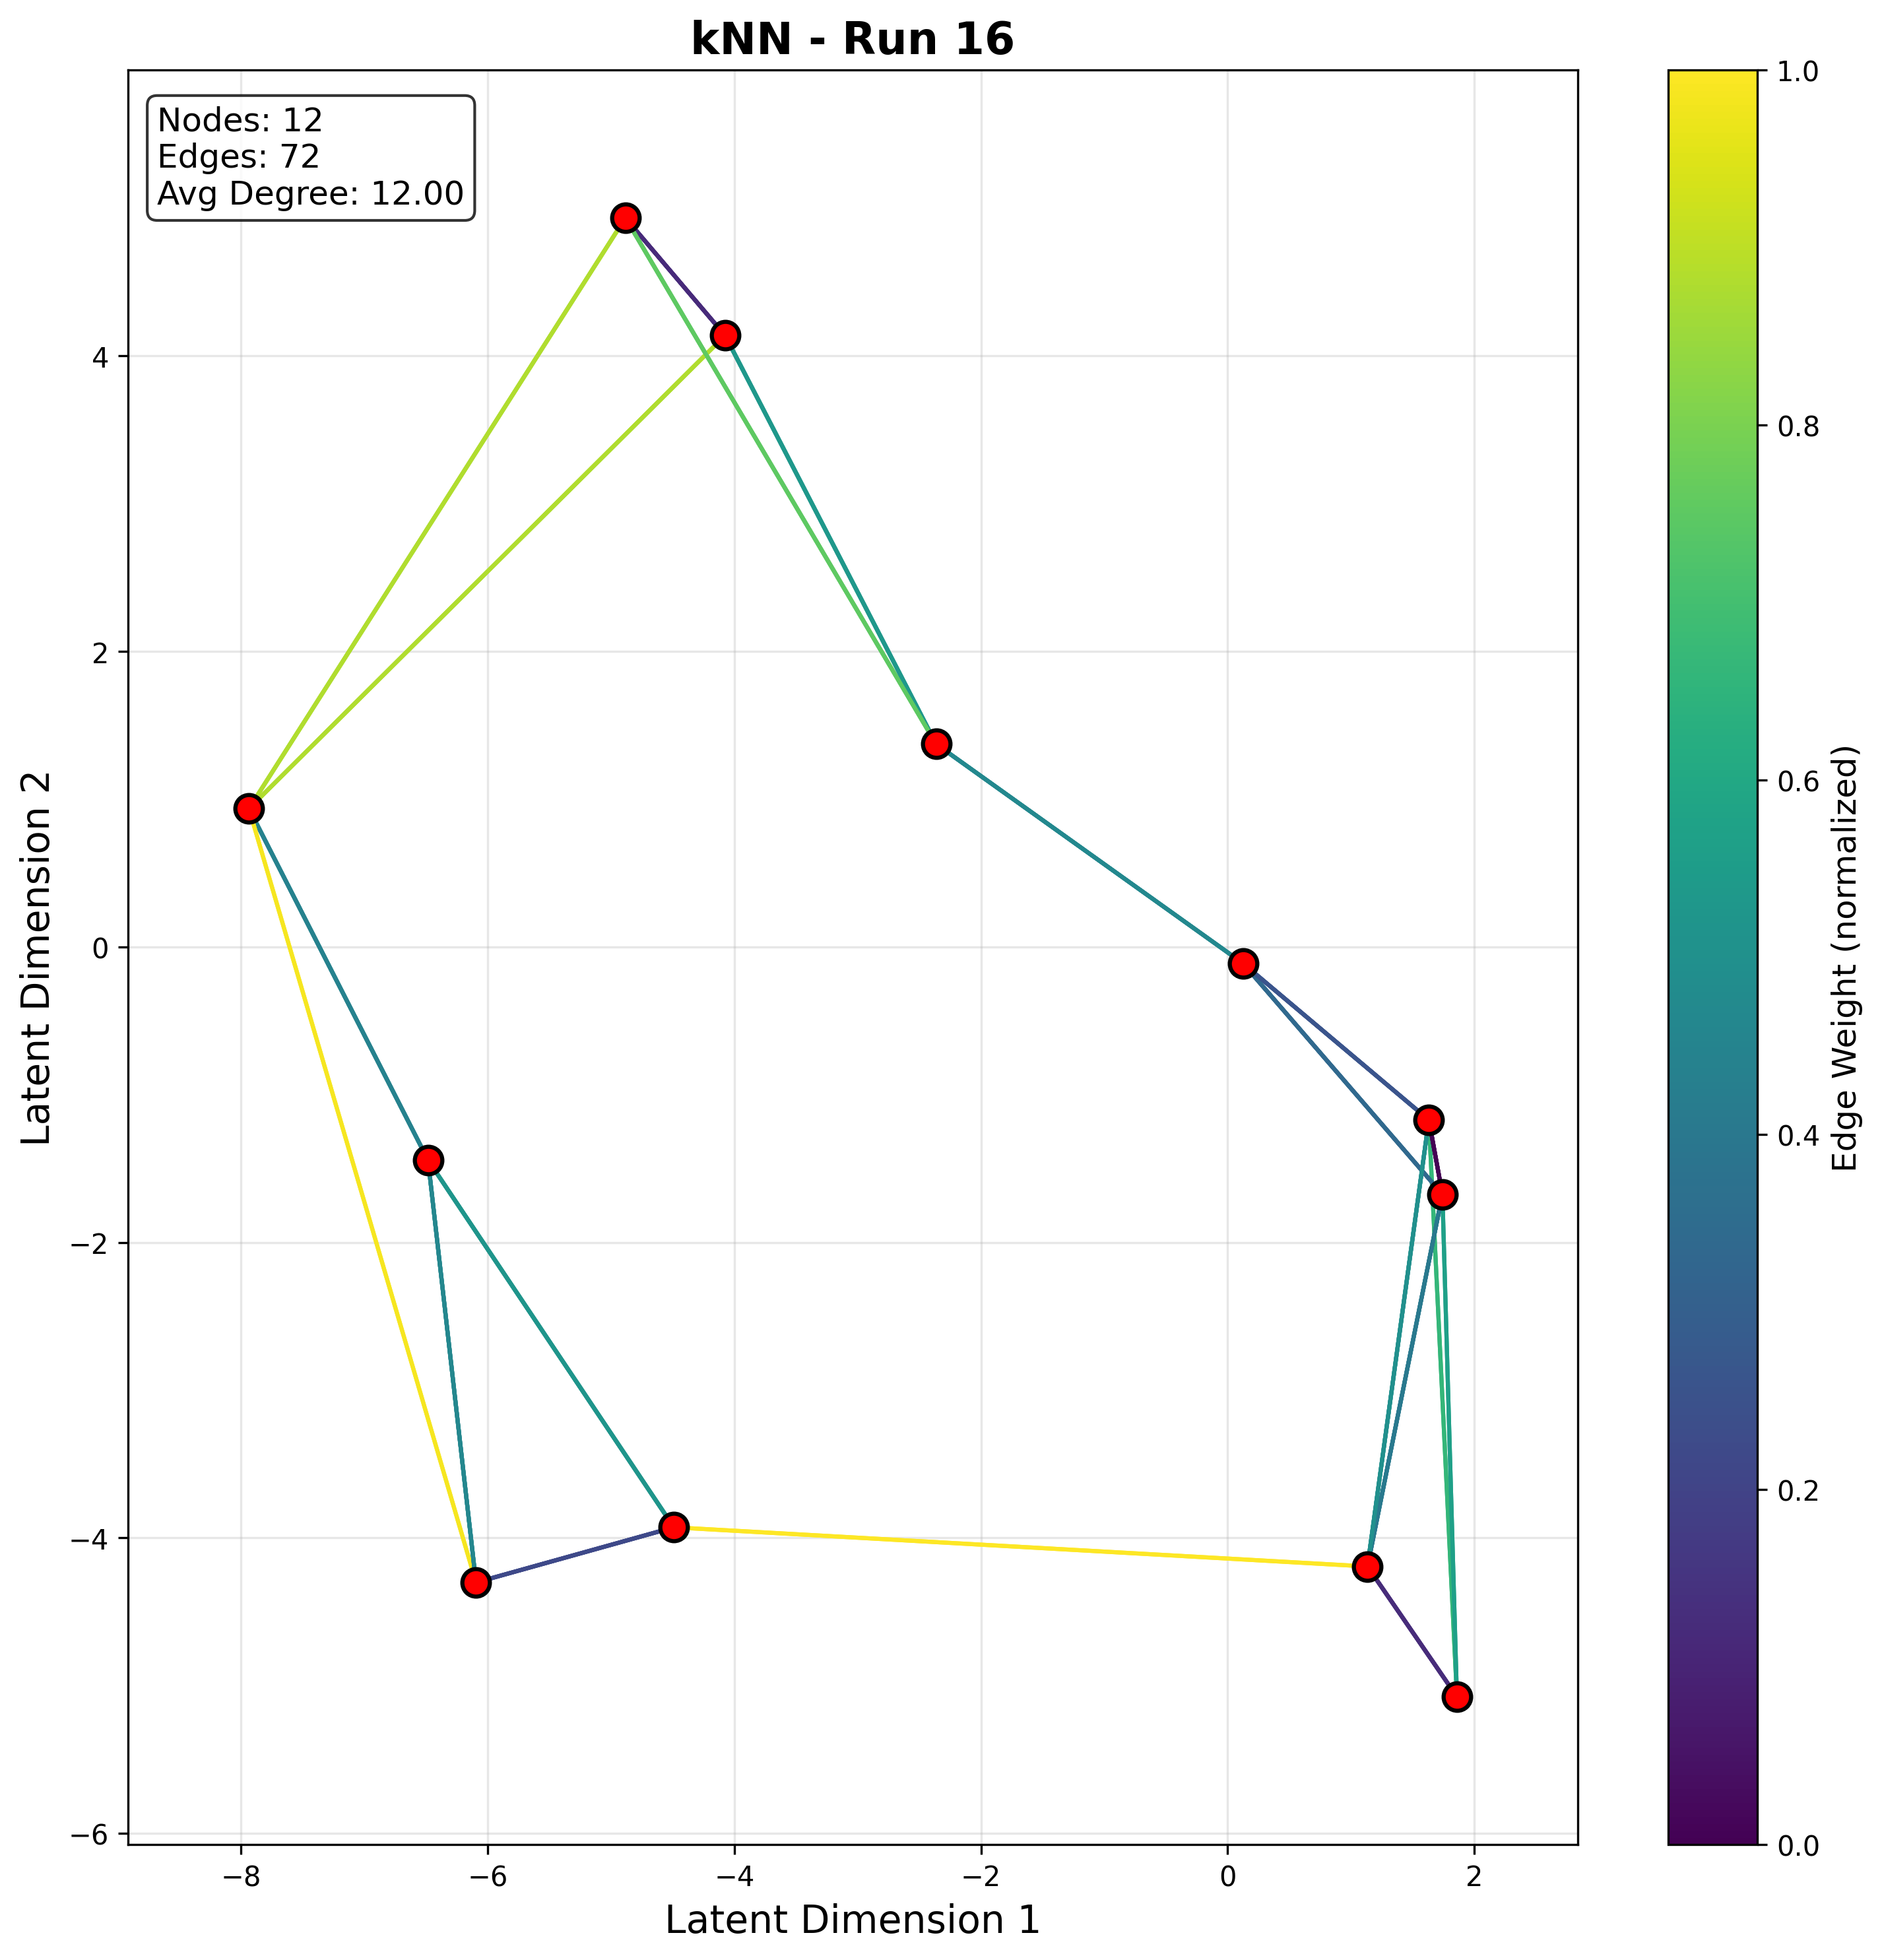 kNN - Run 16
Nodes: 12
Edges: 72
Avg Degree: 12.00
4
2
0
−2
−4
−6
−8
−6
−4
−2
0
2
Latent Dimension 1
Latent Dimension 2
1.0
0.8
0.6
0.4
0.2
0.0
Edge Weight (normalized)